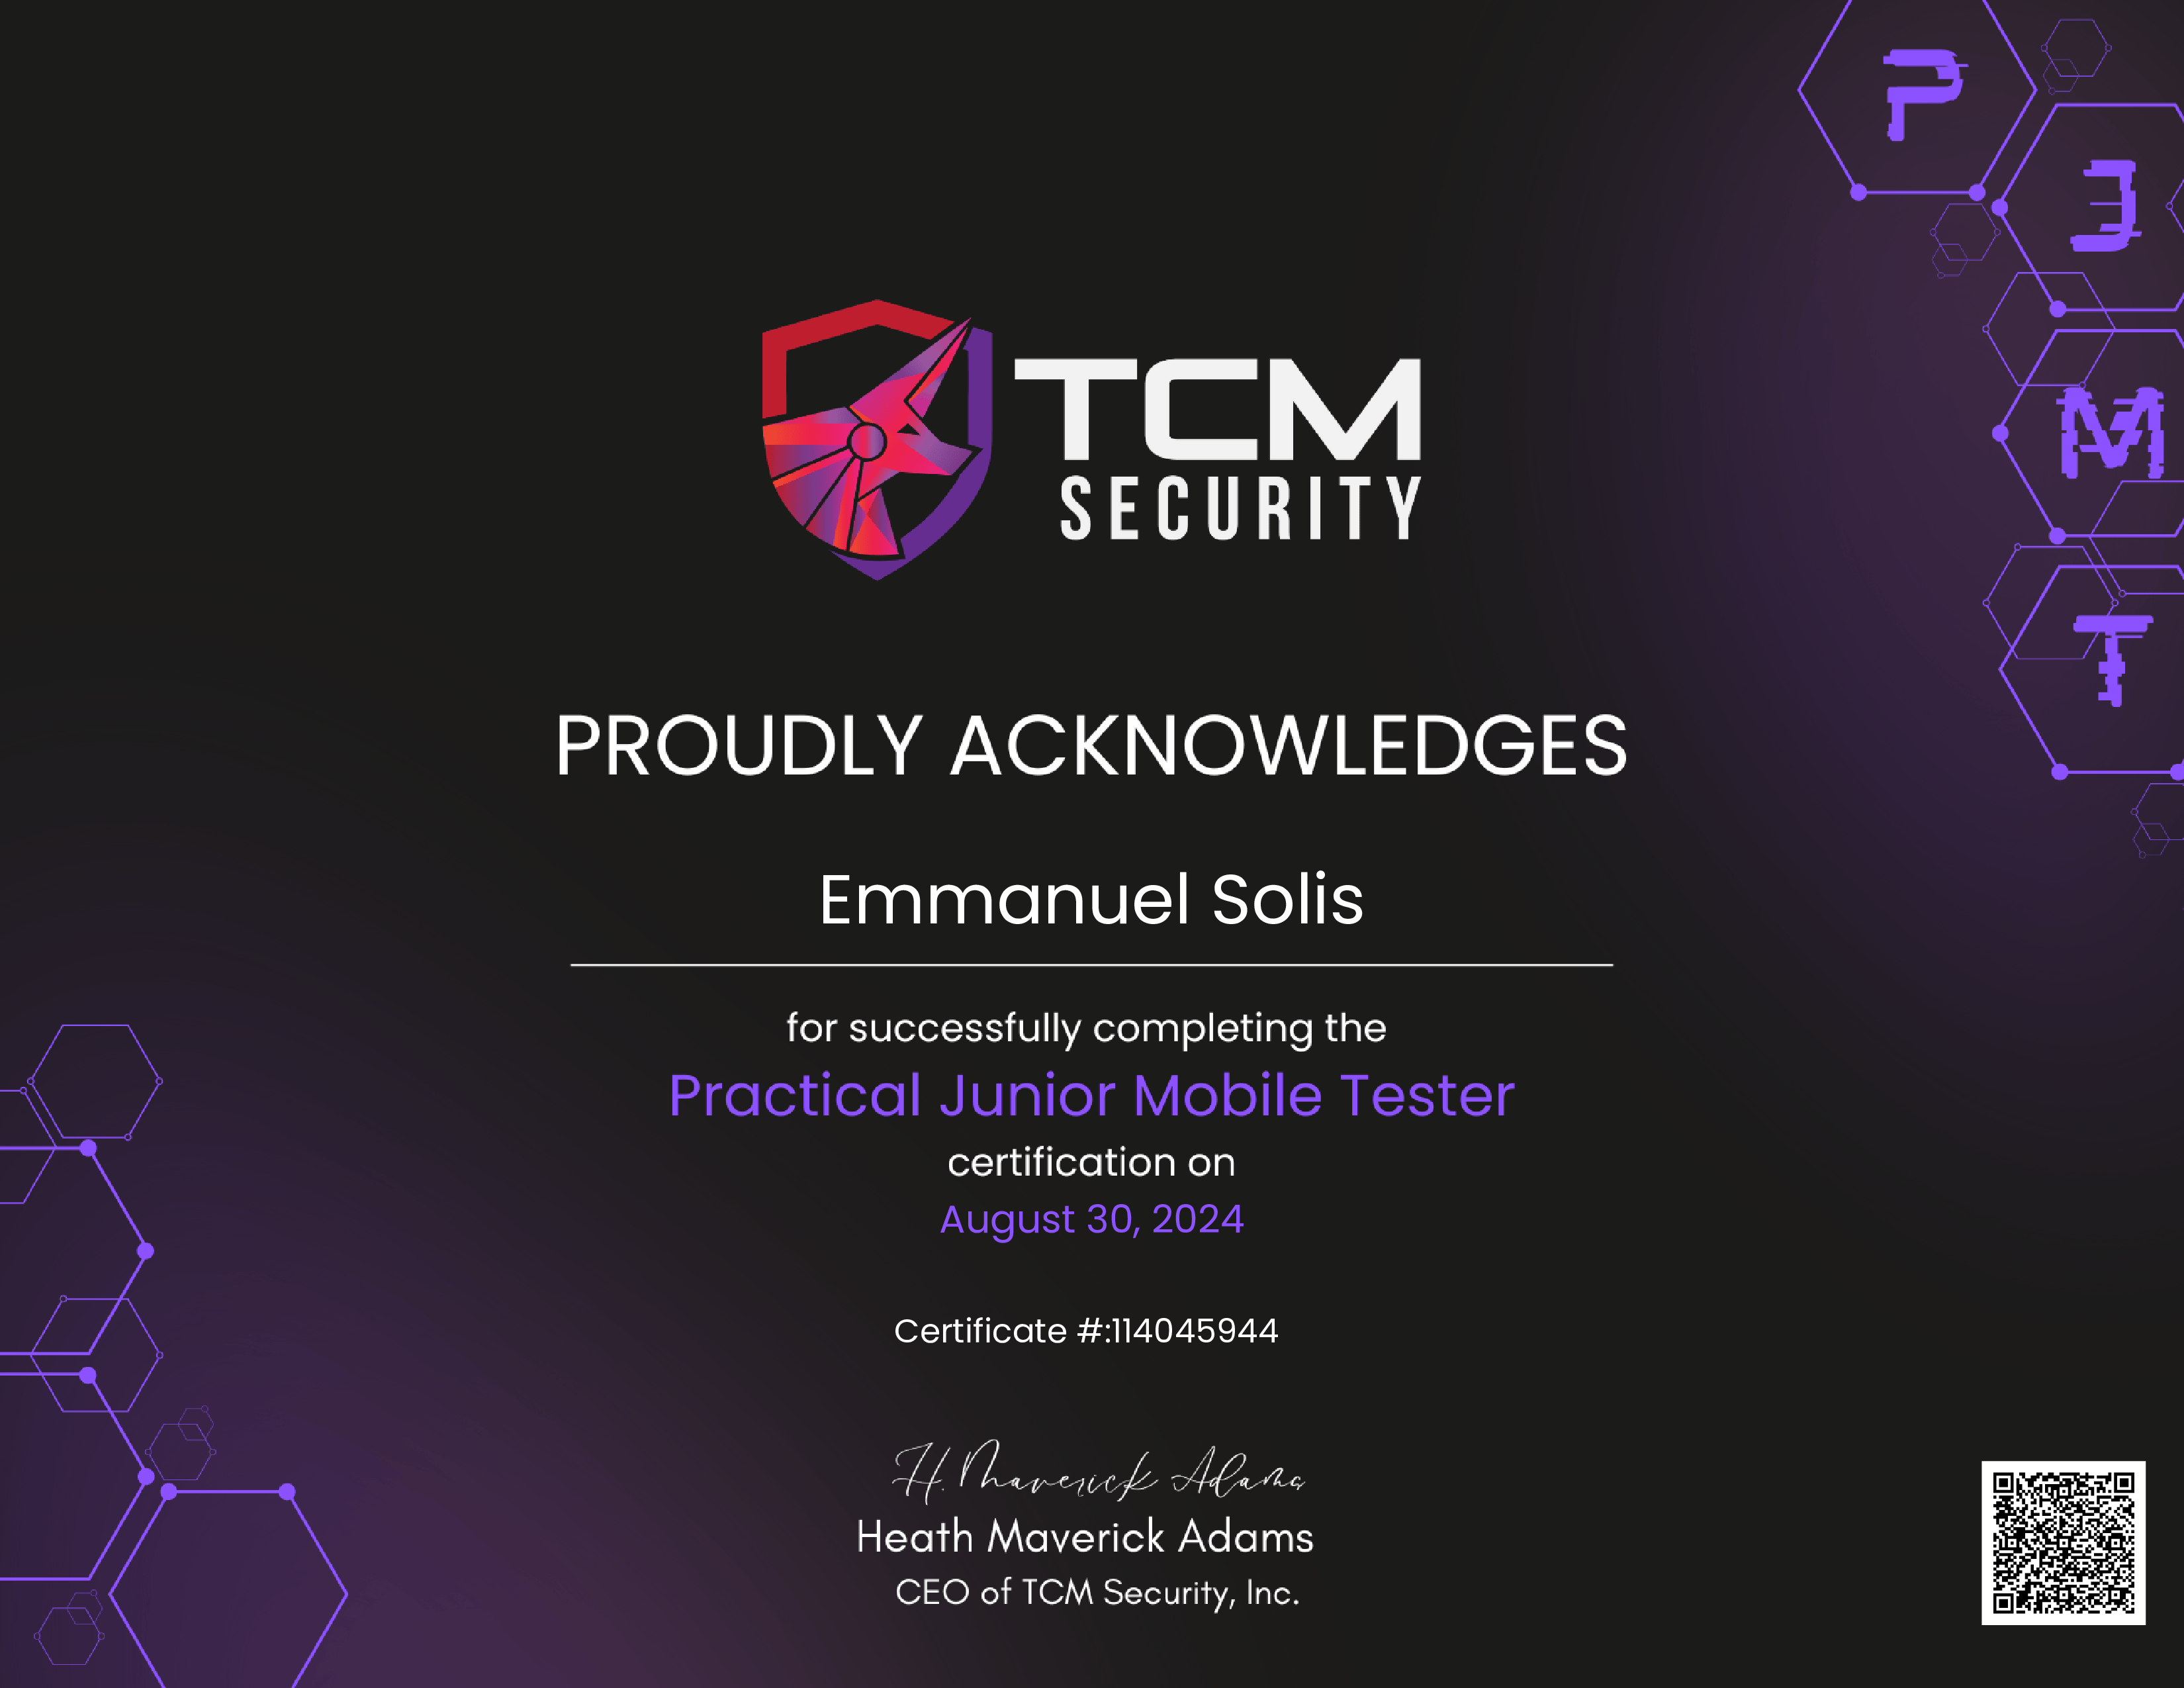 P
3
M
T
TCM
SECURITY
PROUDLY ACKNOWLEDGES
Emmanuel Solis
for successfully completing the
Practical Junior Mobile Tester
certification on
August 30, 2024
Certificate #:114045944
H. Maverick Adams
Heath Maverick Adams
CEO of TCM Security, Inc.